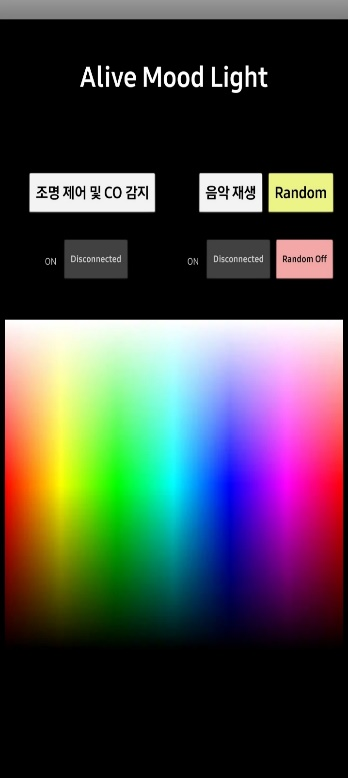 Alive Mood Light
조명 제어 및 CO 감지 음악 재생 Random
ON Disconnected ON Disconnected Random Off